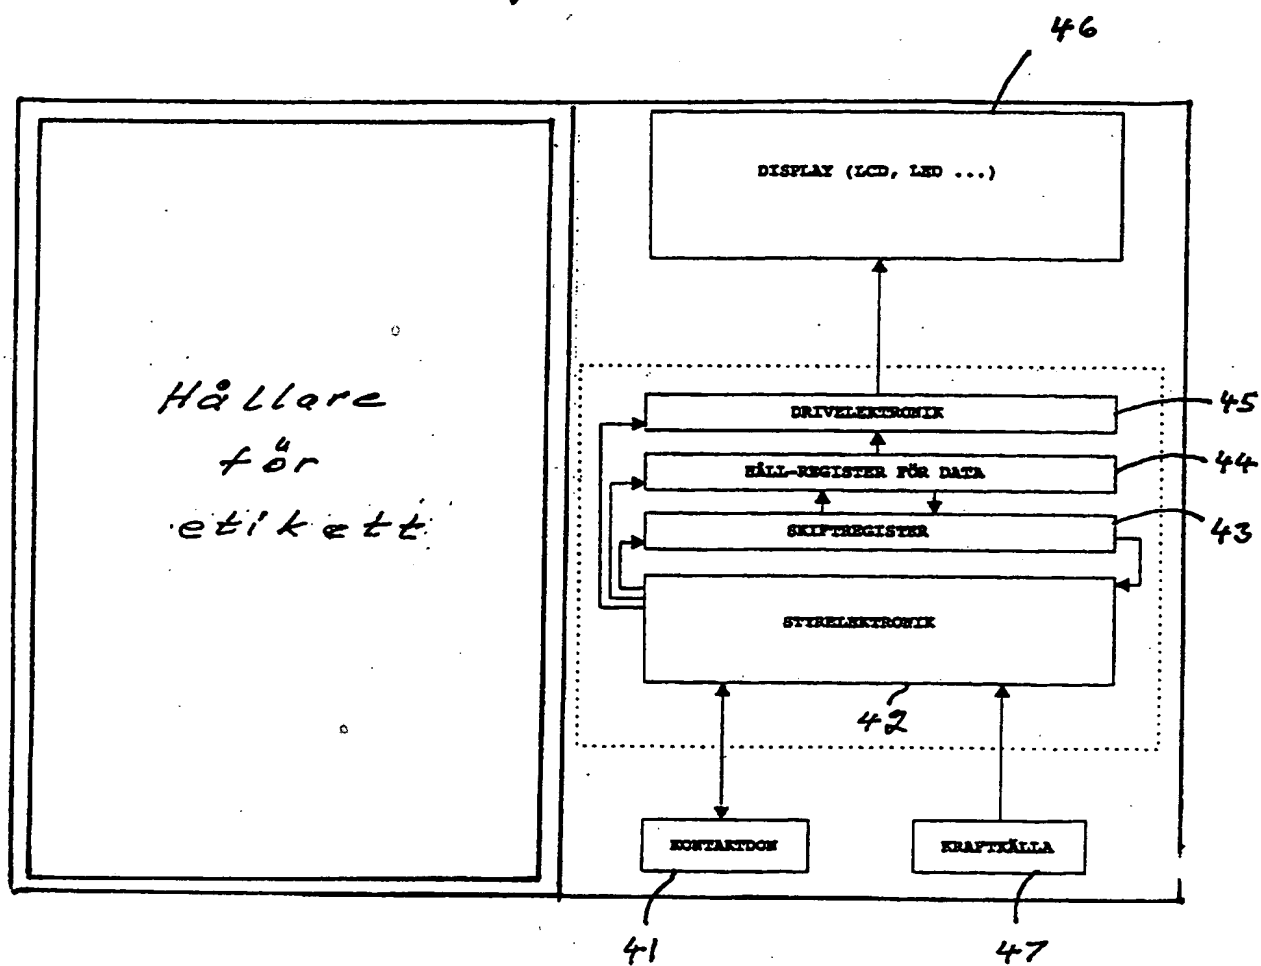 46
DISPLAY (LCD, LED ...)
Hållare
för
etikett
DRIVELEKTRONIK
45
HÅLL-REGISTER FÖR DATA
44
SKIFTREGISTER
43
STYRELEKTRONIK
42
KONTAKTDON
KRAFTKÄLLA
41
47